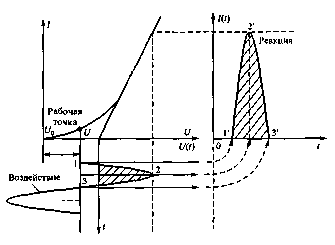 I
I(t)
2'
Реакция
Рабочая
точка
U₀
U
U
U(t)
0
1'
3'
t
1
2
3
Воздействие
t